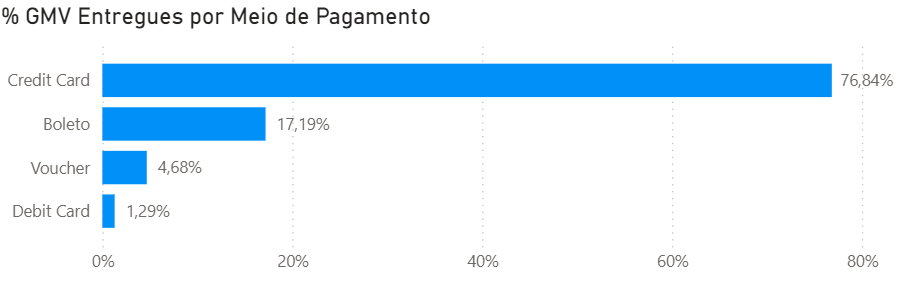 % GMV Entregues por Meio de Pagamento
Credit Card 76,84%
Boleto 17,19%
Voucher 4,68%
Debit Card 1,29%
0% 20% 40% 60% 80%